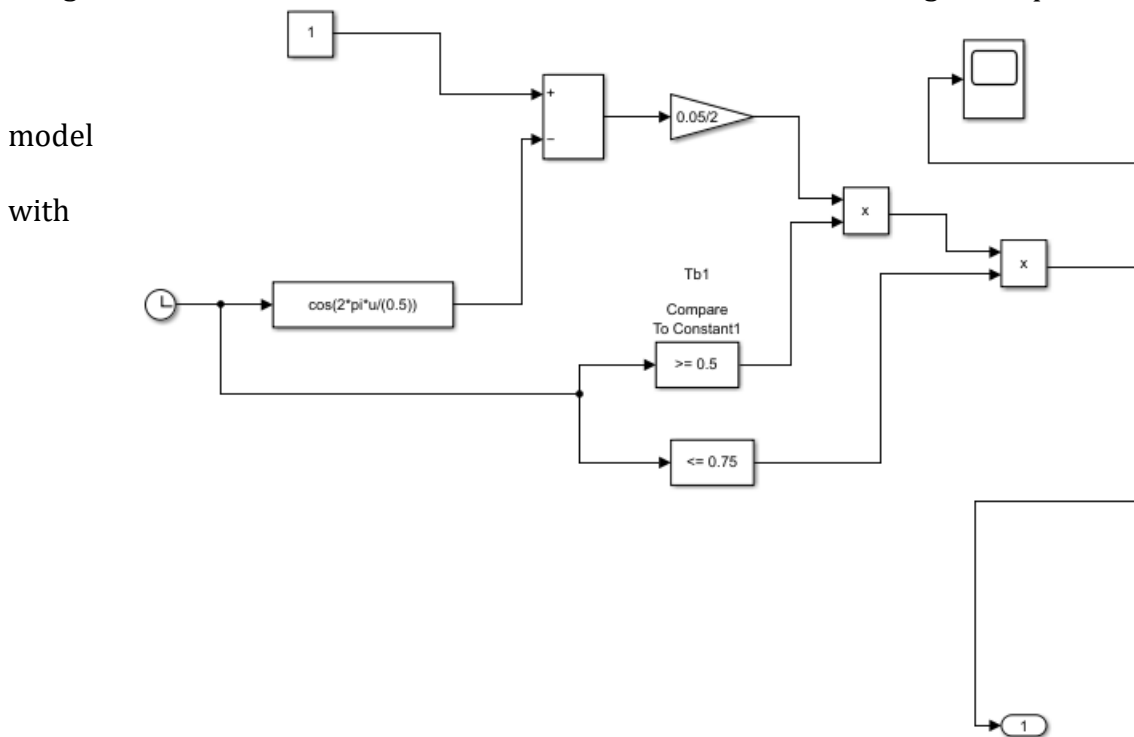 1
+
−
0.05/2
model
with
x
x
Tb1
cos(2*pi*u/(0.5))
Compare
To Constant1
>= 0.5
<= 0.75
1